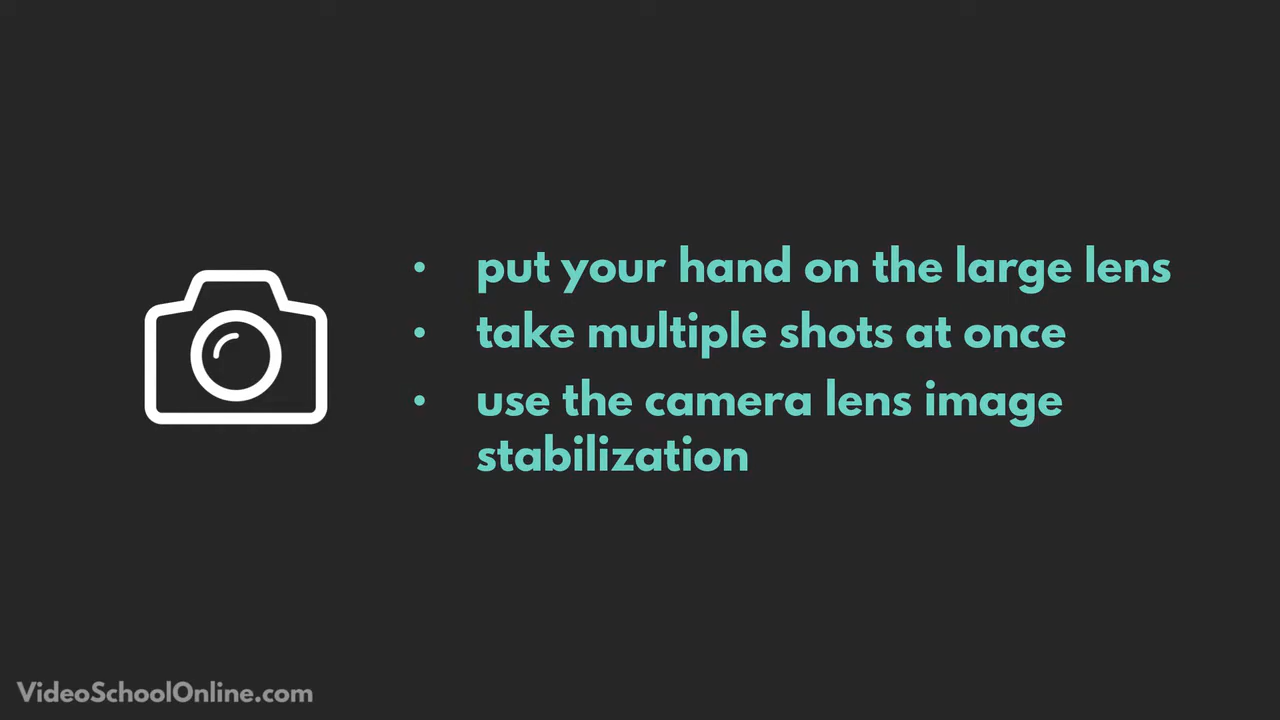 • put your hand on the large lens
• take multiple shots at once
• use the camera lens image
stabilization
VideoSchoolOnline.com